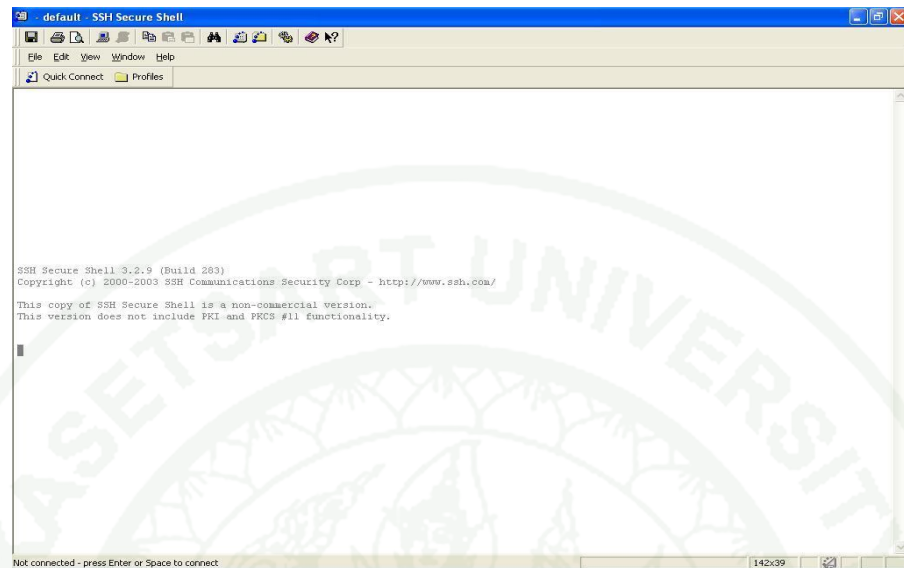 - default - SSH Secure Shell
File Edit View Window Help
Quick Connect Profiles
SSH Secure Shell 3.2.9 (Build 283)
Copyright (c) 2000-2003 SSH Communications Security Corp - http://www.ssh.com/
This copy of SSH Secure Shell is a non-commercial version.
This version does not include PKI and PKCS #11 functionality.
KASETSART UNIVERSITY
Not connected - press Enter or Space to connect 142x39